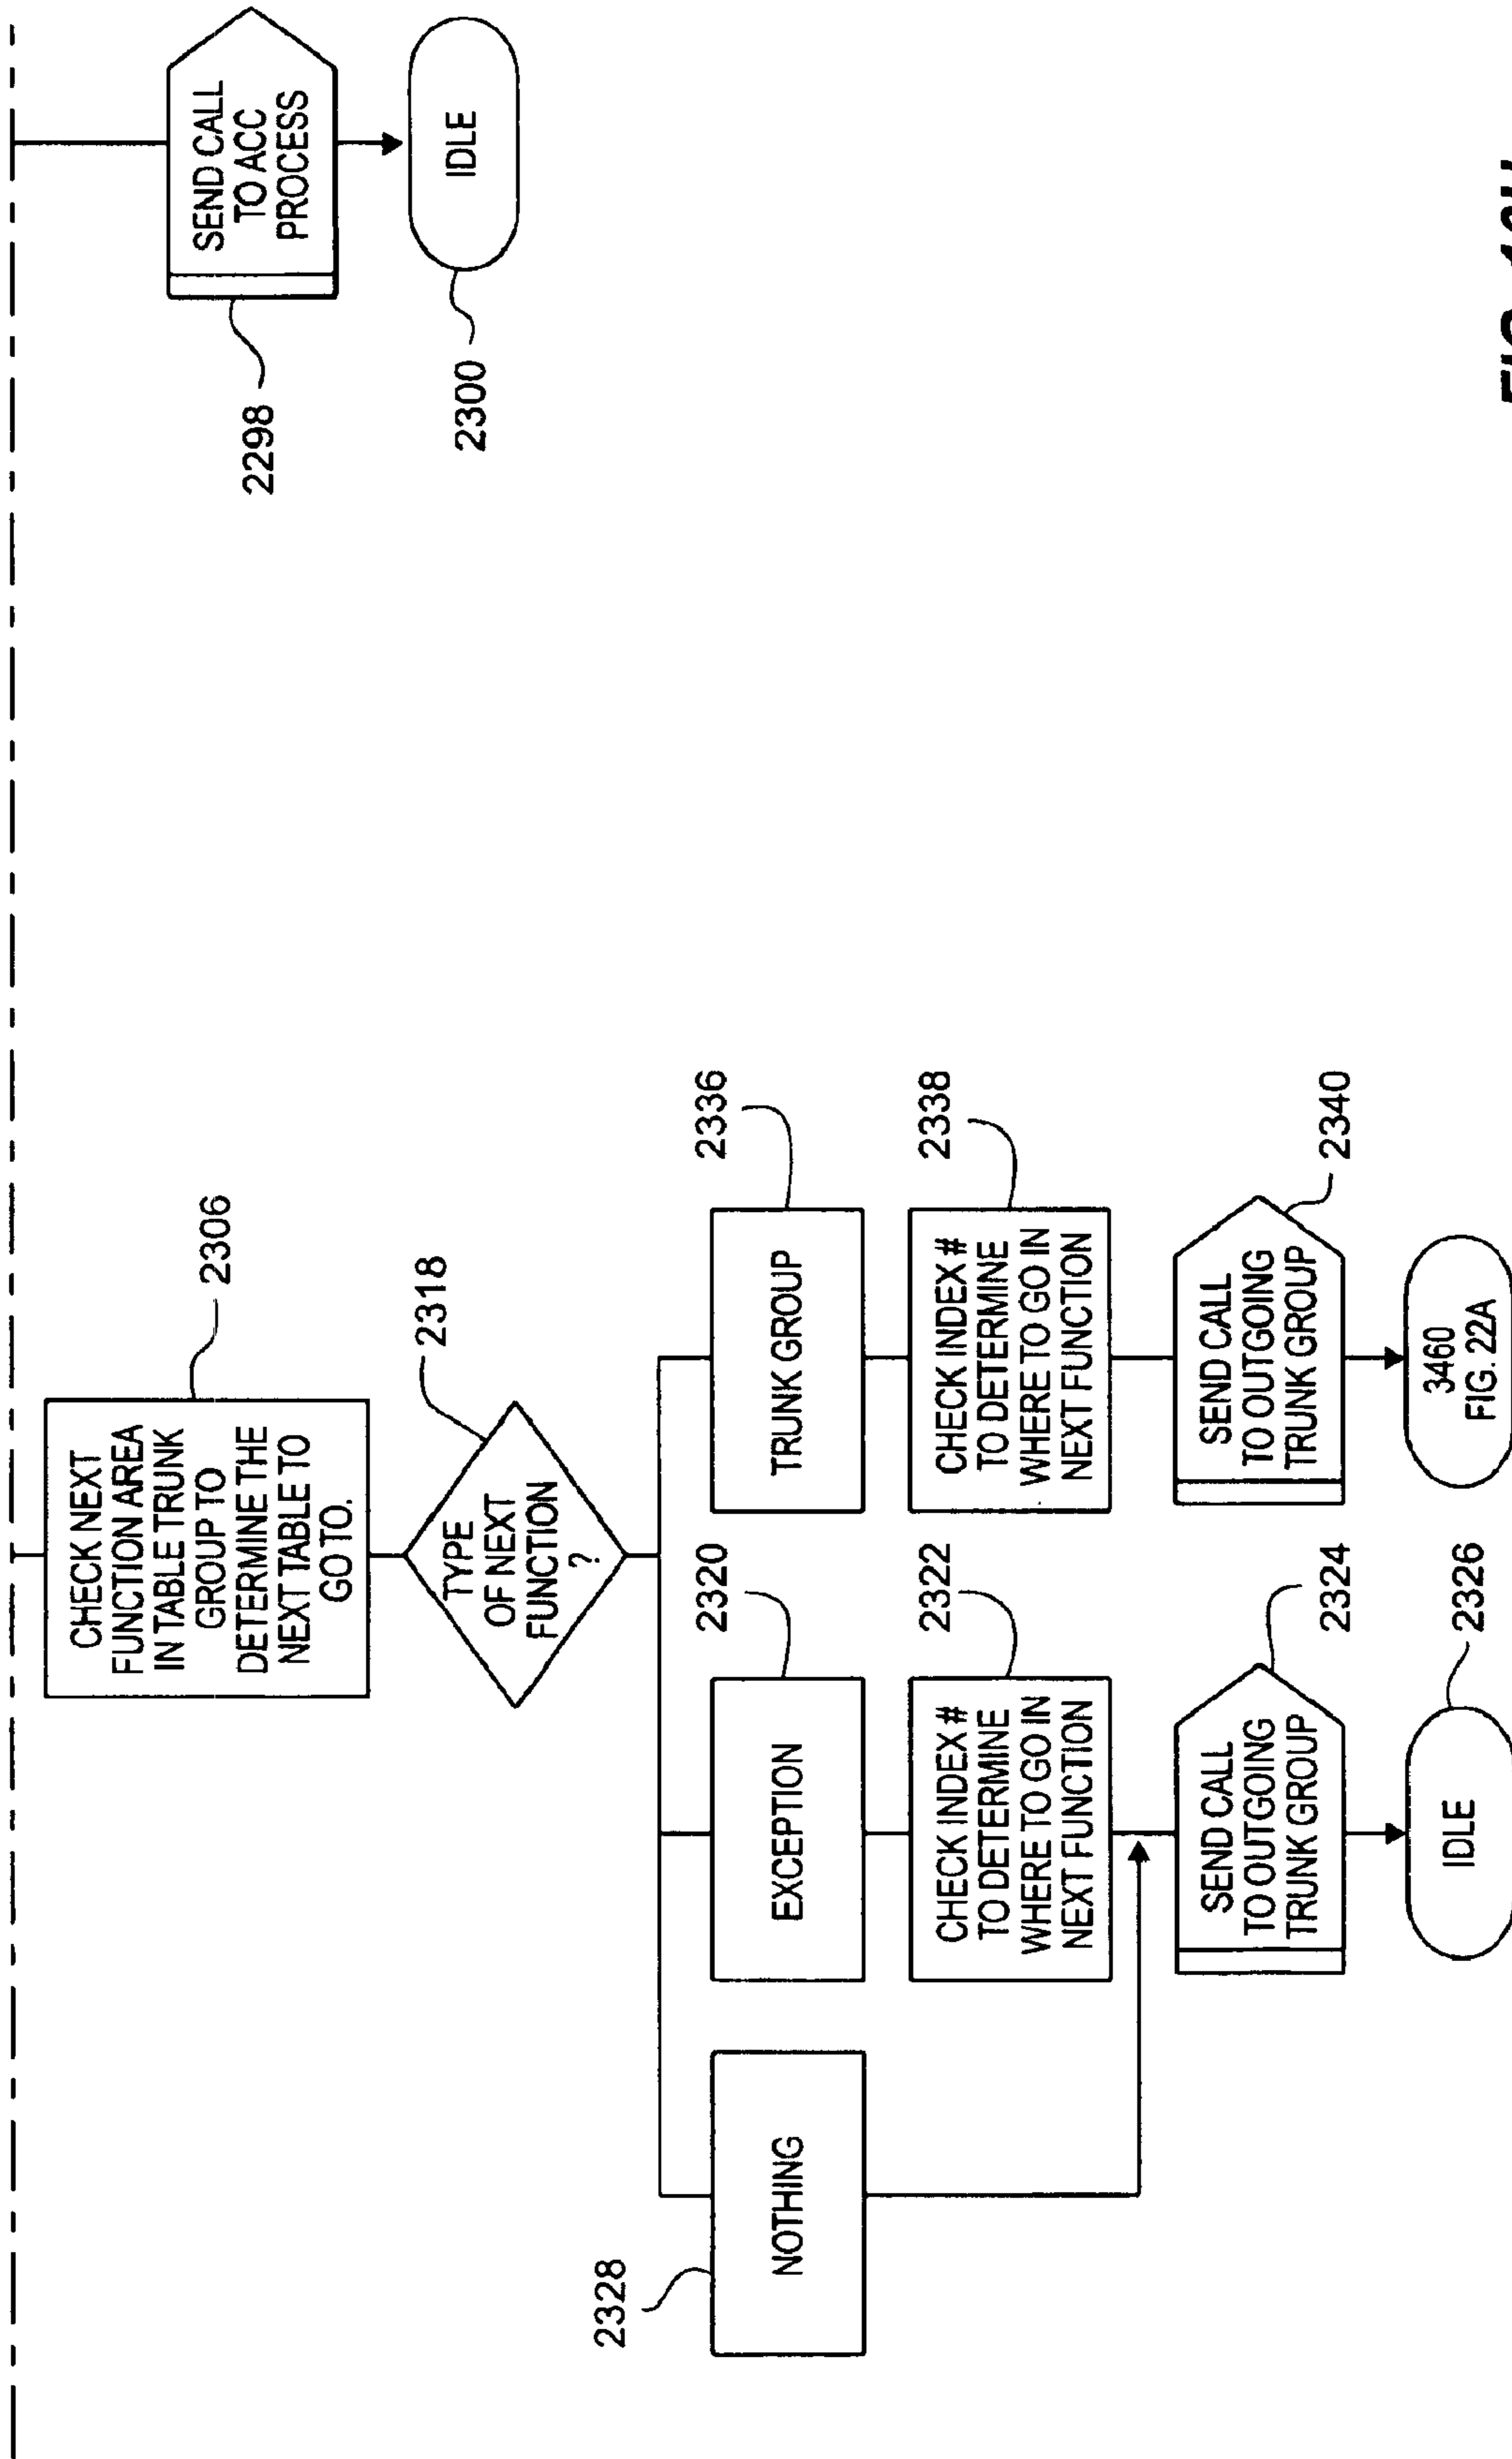 CHECK NEXT
FUNCTION AREA
IN TABLE TRUNK
GROUP TO
DETERMINE THE
NEXT TABLE TO
GO TO.
2306
TYPE
OF NEXT
FUNCTION
?
2318
2328
NOTHING
EXCEPTION
2320
CHECK INDEX #
TO DETERMINE
WHERE TO GO IN
NEXT FUNCTION
2322
SEND CALL
TO OUTGOING
TRUNK GROUP
2324
IDLE
2326
TRUNK GROUP
2336
CHECK INDEX #
TO DETERMINE
WHERE TO GO IN
NEXT FUNCTION
2338
SEND CALL
TO OUTGOING
TRUNK GROUP
2340
3460
FIG. 22A
2298
SEND CALL
TO ACC
PROCESS
2300
IDLE